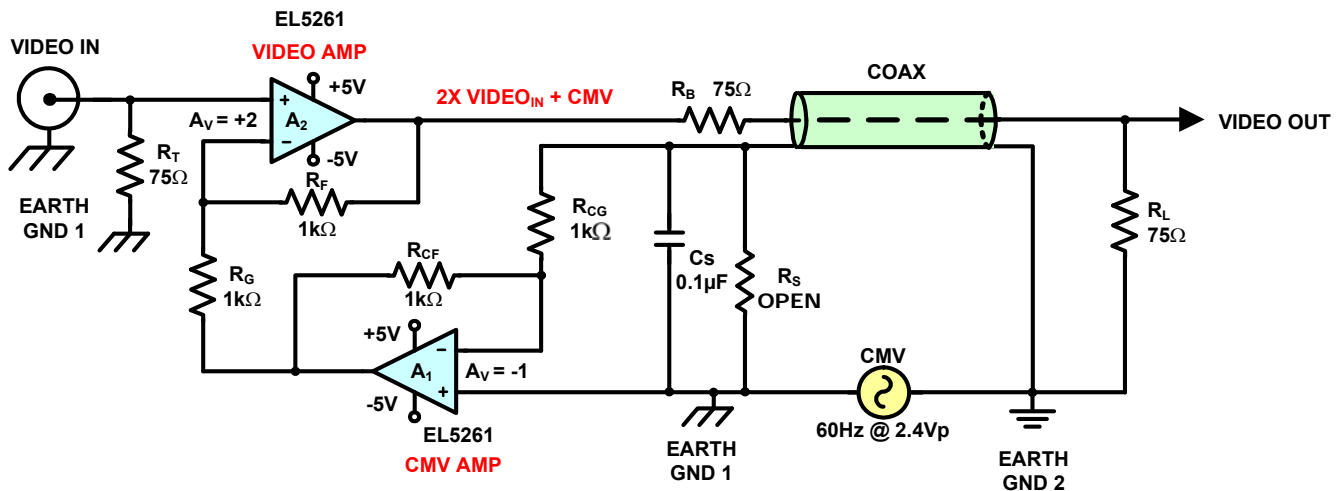 EL5261
VIDEO AMP
VIDEO IN
+5V
+
A2
−
AV = +2
-5V
2X VIDEOIN + CMV
RB 75Ω
COAX
VIDEO OUT
RT
75Ω
EARTH
GND 1
RF
1kΩ
RG
1kΩ
RCF
1kΩ
RCG
1kΩ
Cs
0.1µF
RS
OPEN
RL
75Ω
+5V
−
A1
+
AV = -1
-5V
EL5261
CMV AMP
EARTH
GND 1
CMV
60Hz @ 2.4Vp
EARTH
GND 2